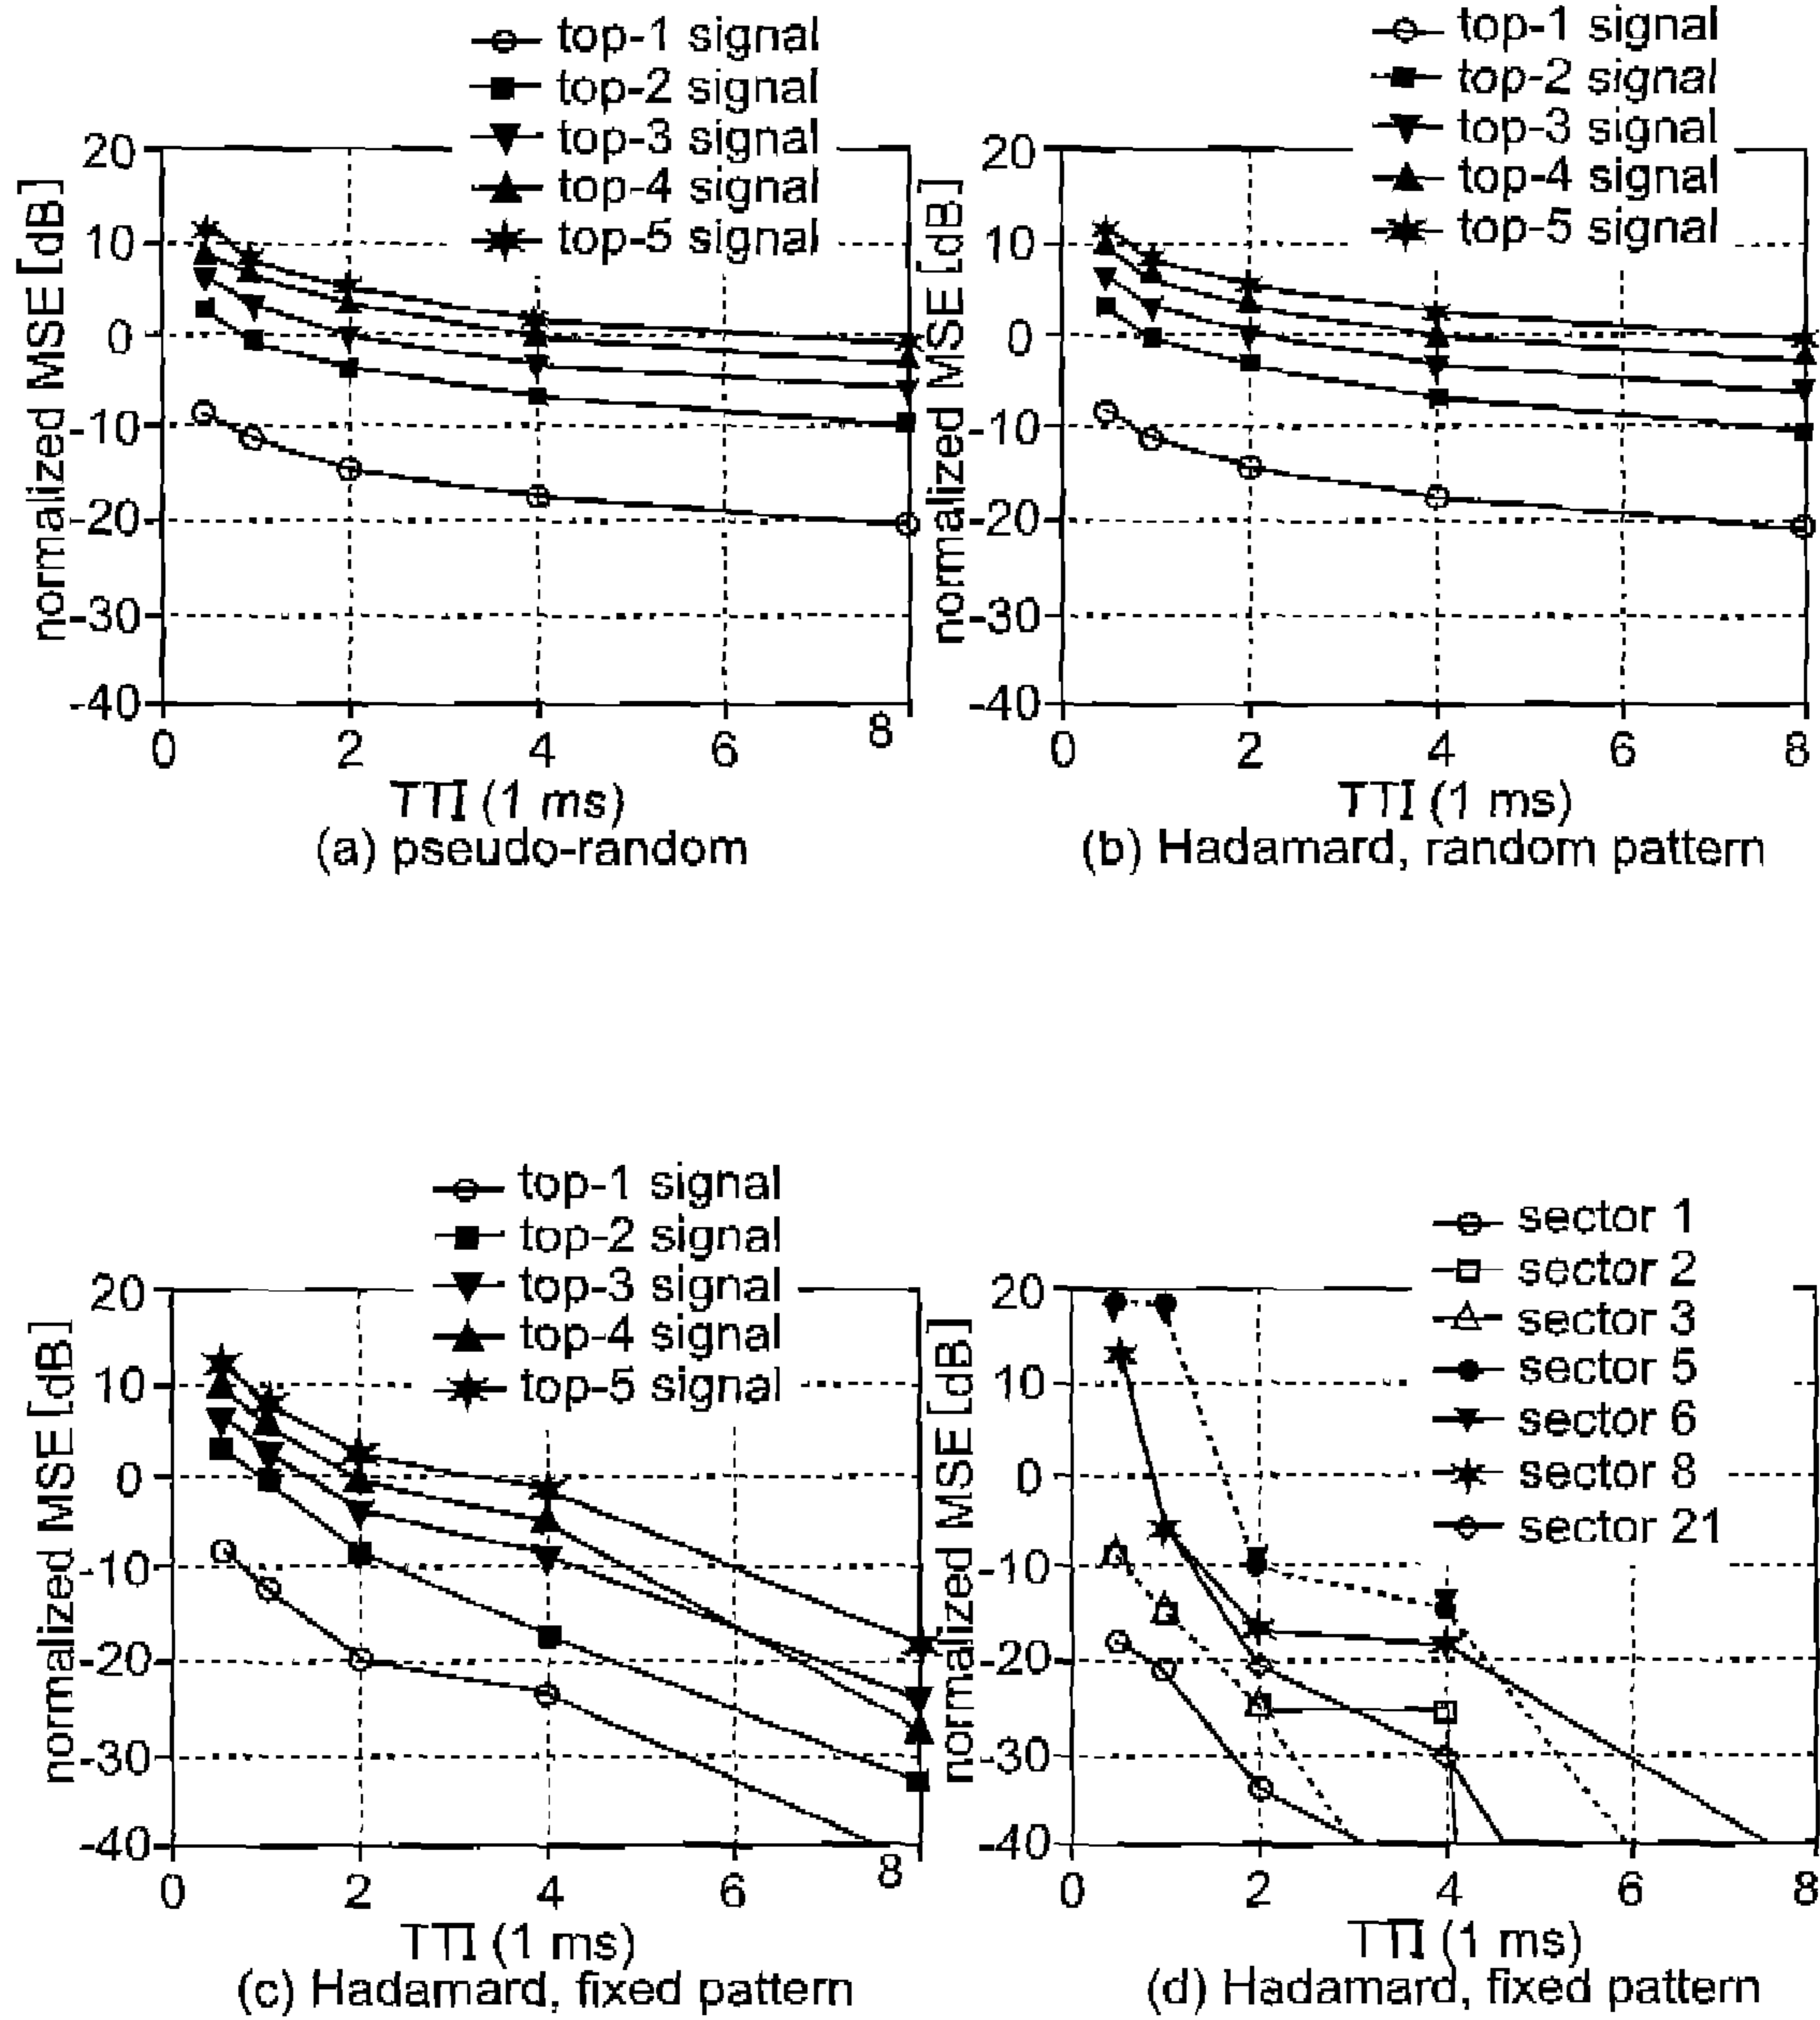 top-1 signal
top-2 signal
top-3 signal
top-4 signal
top-5 signal
normalized MSE [dB]
20
10
0
-10
-20
-30
-40
0 2 4 6 8
TTI (1 ms)
(a) pseudo-random
top-1 signal
top-2 signal
top-3 signal
top-4 signal
top-5 signal
normalized MSE [dB]
20
10
0
-10
-20
-30
-40
0 2 4 6 8
TTI (1 ms)
(b) Hadamard, random pattern
top-1 signal
top-2 signal
top-3 signal
top-4 signal
top-5 signal
normalized MSE [dB]
20
10
0
-10
-20
-30
-40
0 2 4 6 8
TTI (1 ms)
(c) Hadamard, fixed pattern
sector 1
sector 2
sector 3
sector 5
sector 6
sector 8
sector 21
normalized MSE [dB]
20
10
0
-10
-20
-30
-40
0 2 4 6 8
TTI (1 ms)
(d) Hadamard, fixed pattern